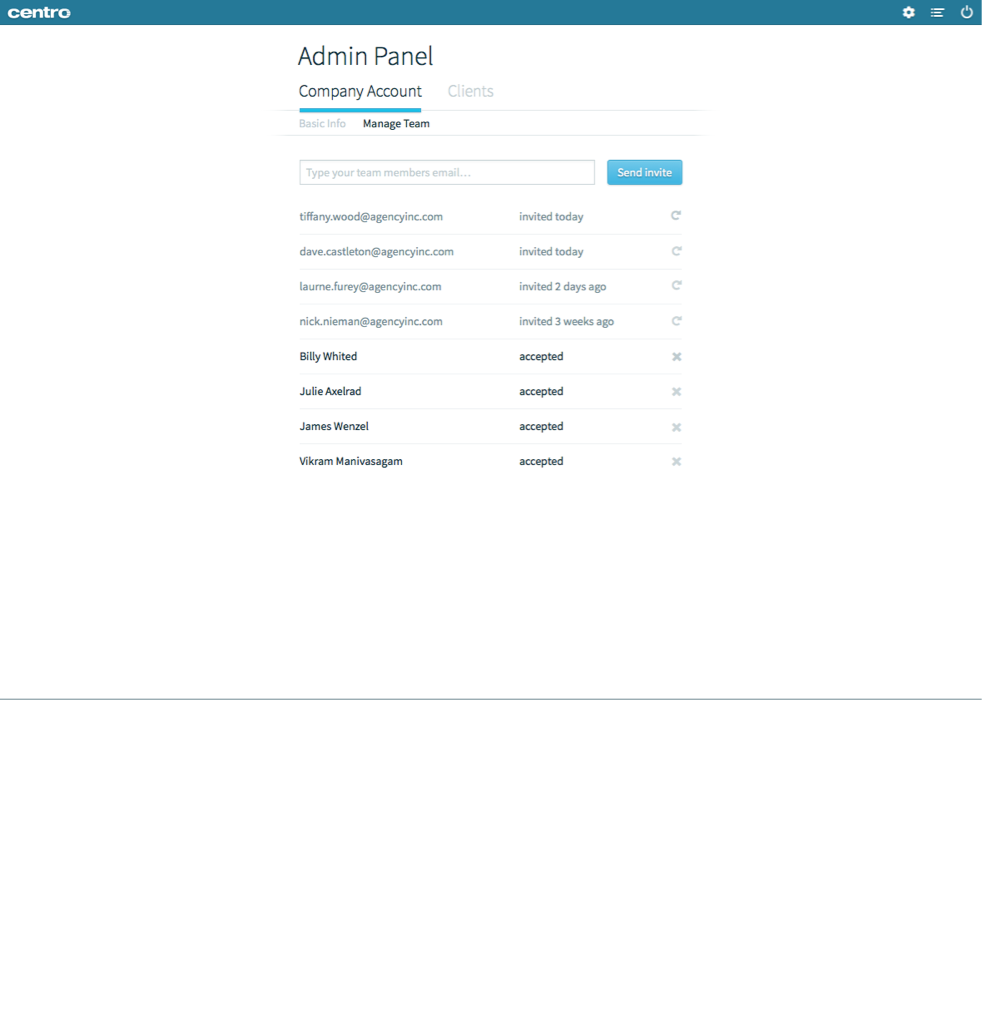 centro
Admin Panel
Company Account Clients
Basic Info Manage Team
Type your team members email... Send invite
tiffany.wood@agencyinc.com invited today
dave.castleton@agencyinc.com invited today
laurne.furey@agencyinc.com invited 2 days ago
nick.nieman@agencyinc.com invited 3 weeks ago
Billy Whited accepted
Julie Axelrad accepted
James Wenzel accepted
Vikram Manivasagam accepted